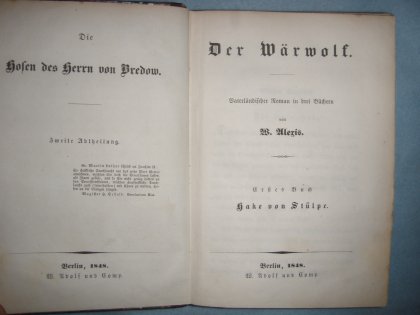 Die
Hosen des Herrn von Bredow.
Zweite Abtheilung.
Berlin, 1848.
W. Adolf und Comp.
Der Wärwolf.
Vaterländischer Roman in drei Büchern
von
W. Alexis.
Erstes Buch
Hake von Stülpe.
Berlin, 1848.
W. Adolf und Comp.